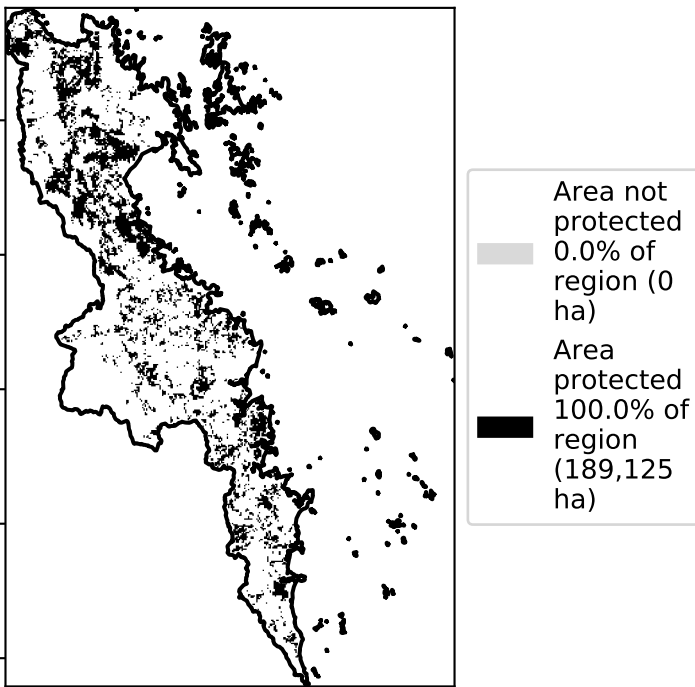 Area not
protected
0.0% of
region (0
ha)
Area
protected
100.0% of
region
(189,125
ha)